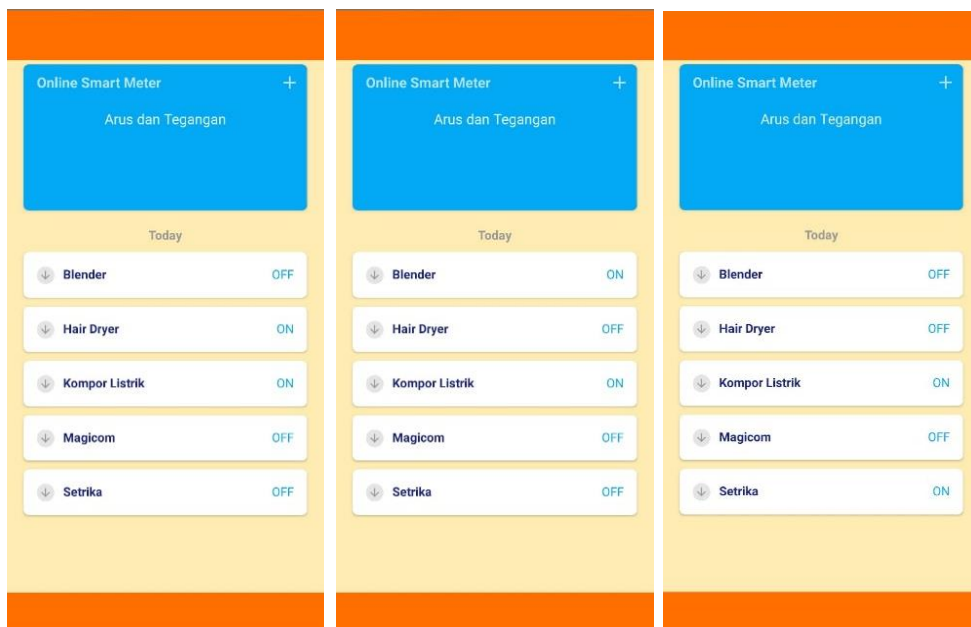 Online Smart Meter +
Arus dan Tegangan
Today
Blender OFF
Hair Dryer ON
Kompor Listrik ON
Magicom OFF
Setrika OFF
Online Smart Meter +
Arus dan Tegangan
Today
Blender ON
Hair Dryer OFF
Kompor Listrik ON
Magicom OFF
Setrika OFF
Online Smart Meter +
Arus dan Tegangan
Today
Blender OFF
Hair Dryer OFF
Kompor Listrik ON
Magicom OFF
Setrika ON